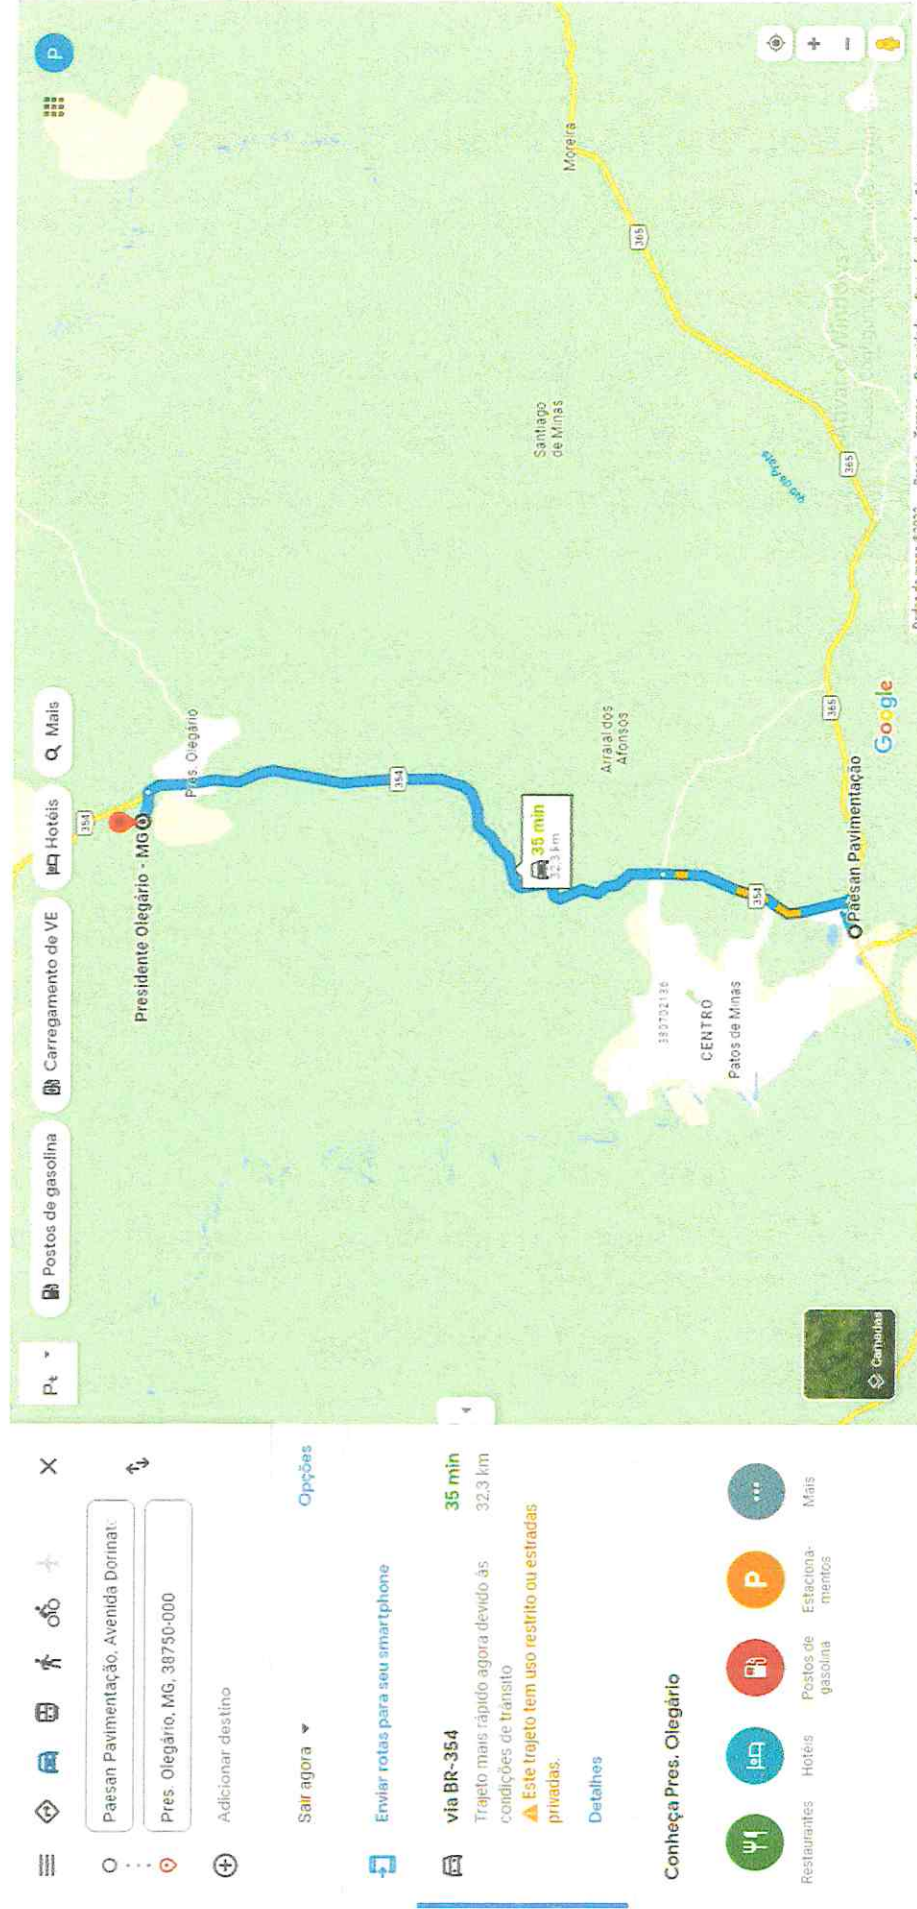 Paesan Pavimentação, Avenida Dorinat
Pres. Olegário, MG, 38750-000
Adicionar destino
Sair agora
Opções
Enviar rotas para seu smartphone
via BR-354
35 min
Trajeto mais rápido agora devido às
32,3 km
condições de trânsito
Este trajeto tem uso restrito ou estradas
privadas.
Detalhes
Conheça Pres. Olegário
Restaurantes
Hotéis
Postos de
gasolina
Estaciona-
mentos
Mais
Postos de gasolina
Carregamento de VE
Hotéis
Mais
P
354
Presidente Olegário - MG
Pres. Olegário
354
35 min
32,3 km
Santiago
de Minas
Moreira
365
Arraial dos
Afonsos
CENTRO
Patos de Minas
354
365
365
Paesan Pavimentação
Google
Camadas